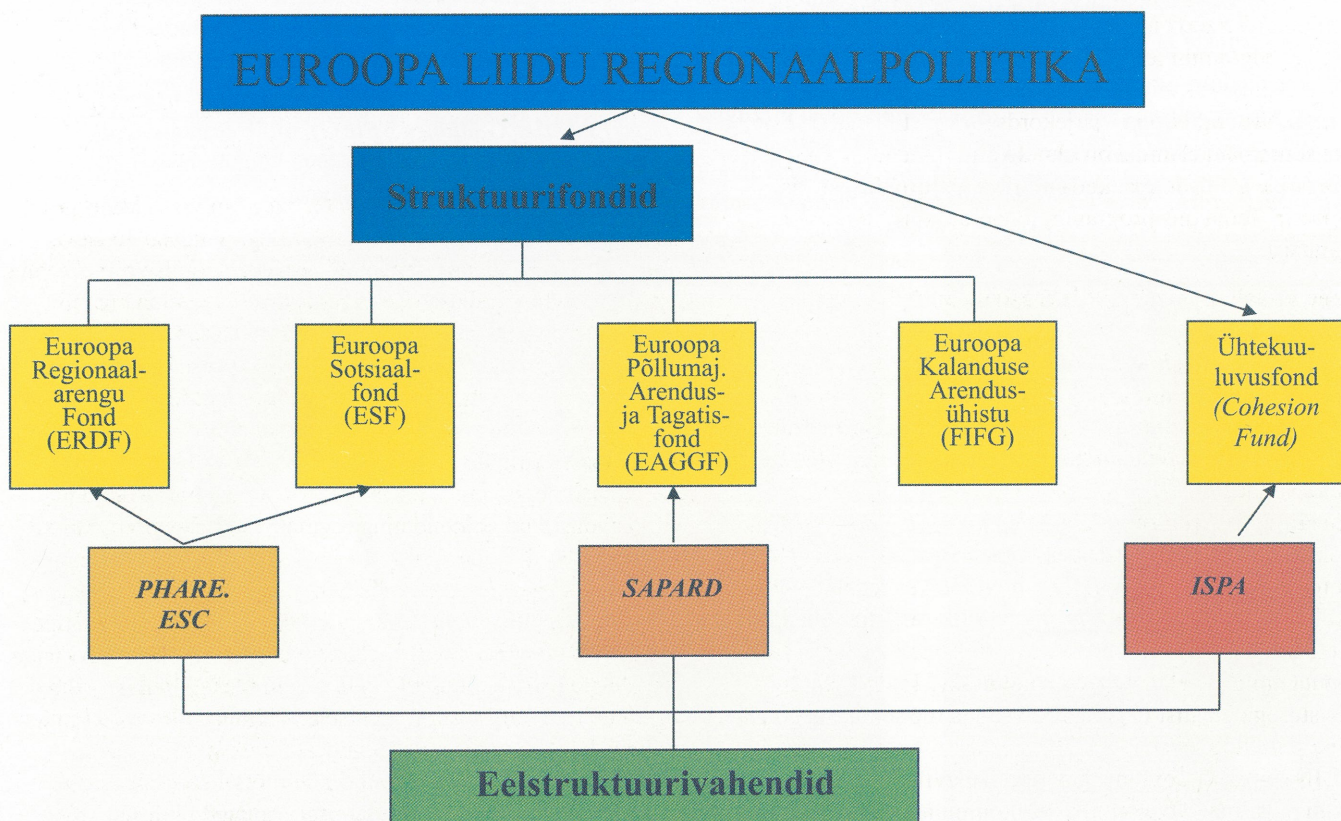 EUROOPA LIIDU REGIONAALPOLIITIKA
Struktuurifondid
Euroopa
Regionaal-
arengu
Fond
(ERDF)
Euroopa
Sotsiaal-
fond
(ESF)
Euroopa
Põllumaj.
Arendus-
ja Tagatis-
fond
(EAGGF)
Euroopa
Kalanduse
Arendus-
ühistu
(FIFG)
Ühtekuu-
luvusfond
(Cohesion
Fund)
PHARE.
ESC
SAPARD
ISPA
Eelstruktuurivahendid